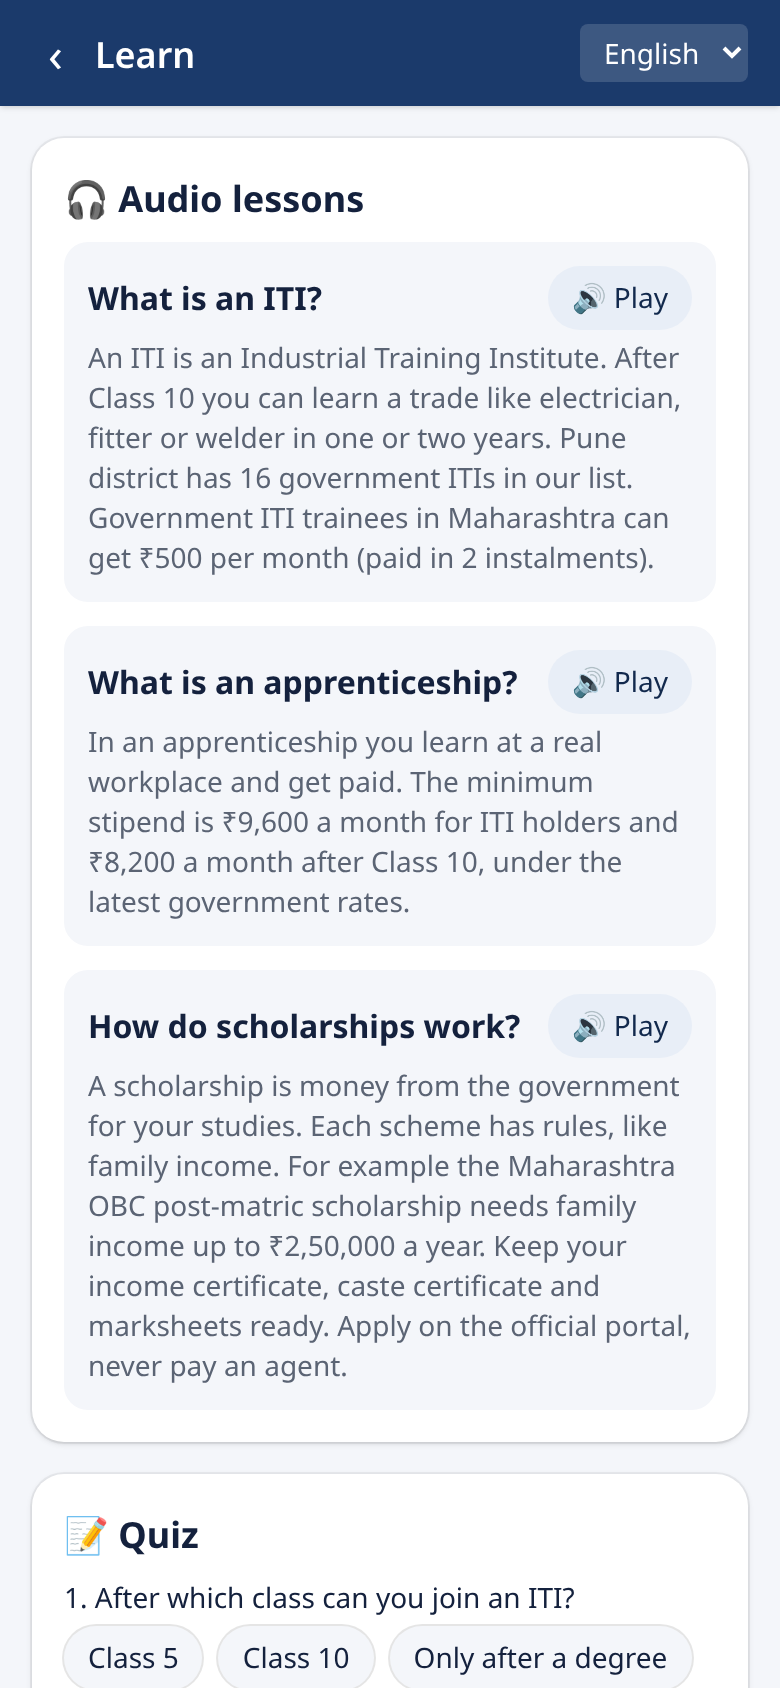 ‹ Learn English
🎧 Audio lessons
What is an ITI? 🔊 Play
An ITI is an Industrial Training Institute. After
Class 10 you can learn a trade like electrician,
fitter or welder in one or two years. Pune
district has 16 government ITIs in our list.
Government ITI trainees in Maharashtra can
get ₹500 per month (paid in 2 instalments).
What is an apprenticeship? 🔊 Play
In an apprenticeship you learn at a real
workplace and get paid. The minimum
stipend is ₹9,600 a month for ITI holders and
₹8,200 a month after Class 10, under the
latest government rates.
How do scholarships work? 🔊 Play
A scholarship is money from the government
for your studies. Each scheme has rules, like
family income. For example the Maharashtra
OBC post-matric scholarship needs family
income up to ₹2,50,000 a year. Keep your
income certificate, caste certificate and
marksheets ready. Apply on the official portal,
never pay an agent.
📝 Quiz
1. After which class can you join an ITI?
Class 5 Class 10 Only after a degree